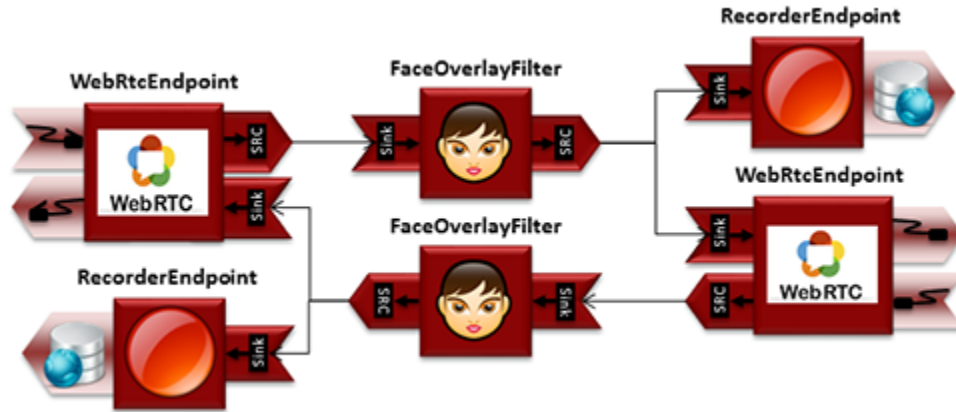 RecorderEndpoint
WebRtcEndpoint
FaceOverlayFilter
Sink
SRC
Sink
SRC
WebRTC
Sink
WebRtcEndpoint
FaceOverlayFilter
Sink
WebRTC
RecorderEndpoint
SRC
Sink
SRC
Sink